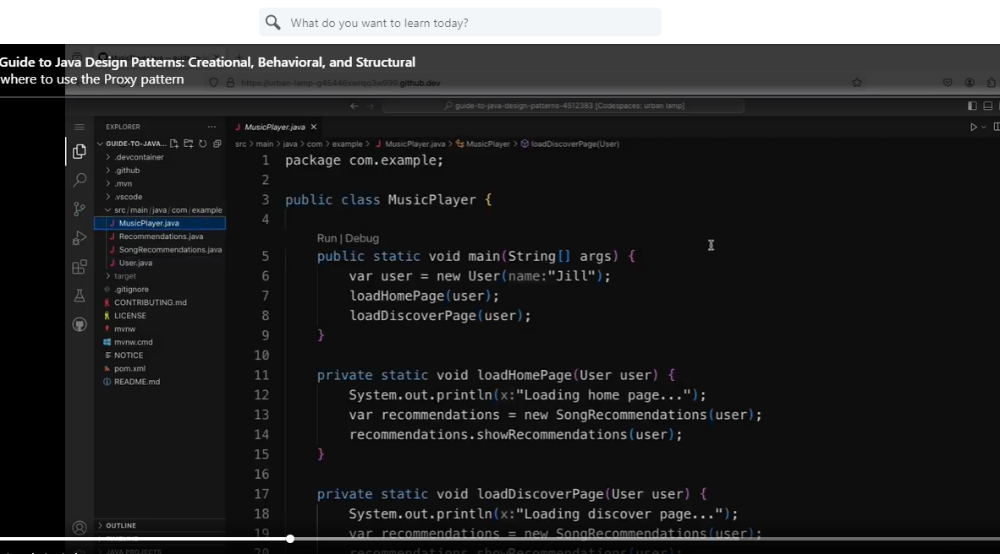 What do you want to learn today?
Guide to Java Design Patterns: Creational, Behavioral, and Structural
where to use the Proxy pattern
https://urban-lamp-g45446xwrqq3w999.github.dev
guide-to-java-design-patterns-4512383 [Codespaces: urban lamp]
EXPLORER
GUIDE-TO-JAVA...
.devcontainer
.github
.mvn
.vscode
src/main/java/com/example
J MusicPlayer.java
J Recommendations.java
J SongRecommendations.java
J User.java
target
.gitignore
CONTRIBUTING.md
LICENSE
mvnw
mvnw.cmd
NOTICE
pom.xml
README.md
OUTLINE
TIMELINE
JAVA PROJECTS
J MusicPlayer.java
src > main > java > com > example > J MusicPlayer.java > MusicPlayer > loadDiscoverPage(User)
1 package com.example;
2
3 public class MusicPlayer {
4
Run | Debug
5 public static void main(String[] args) {
6 var user = new User(name:"Jill");
7 loadHomePage(user);
8 loadDiscoverPage(user);
9 }
10
11 private static void loadHomePage(User user) {
12 System.out.println(x:"Loading home page...");
13 var recommendations = new SongRecommendations(user);
14 recommendations.showRecommendations(user);
15 }
16
17 private static void loadDiscoverPage(User user) {
18 System.out.println(x:"Loading discover page...");
19 var recommendations = new SongRecommendations(user);
20 recommendations.showRecommendations(user);